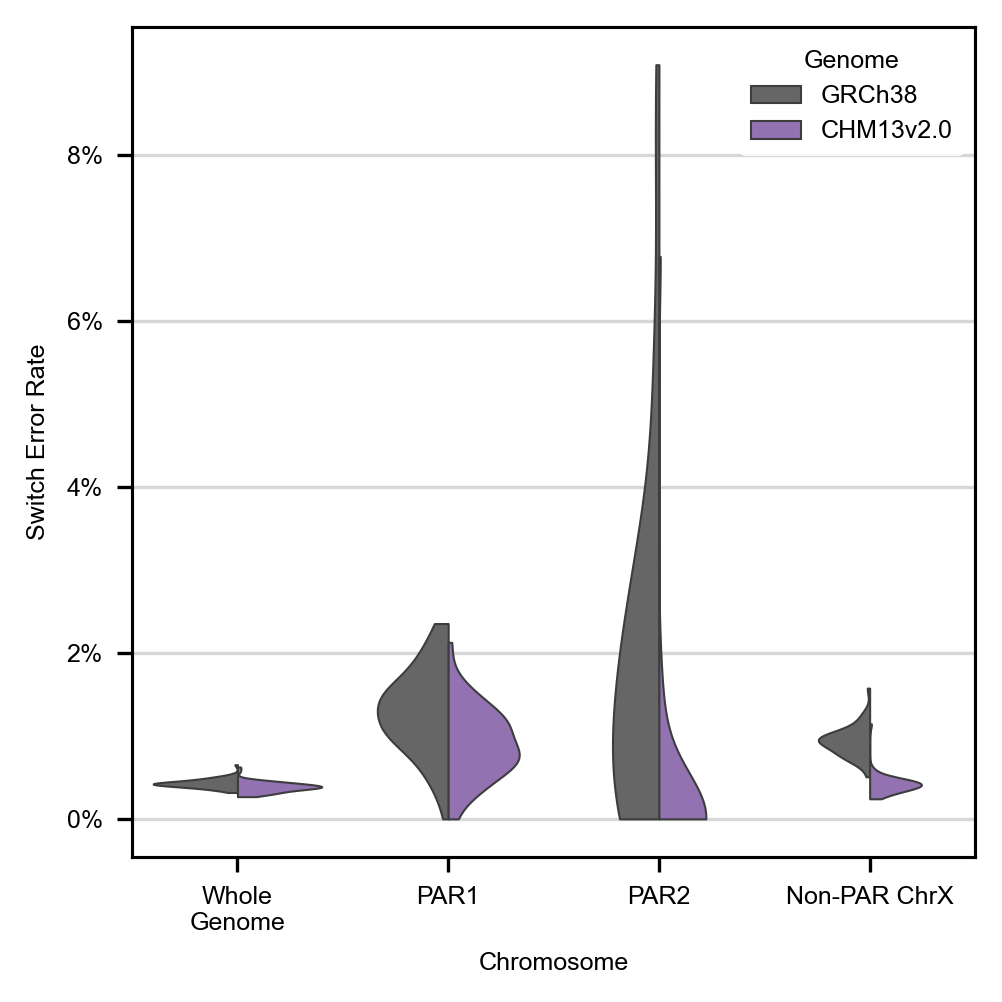 Genome
GRCh38
CHM13v2.0
8%
6%
4%
2%
0%
Switch Error Rate
Whole
Genome
PAR1
PAR2
Non-PAR ChrX
Chromosome